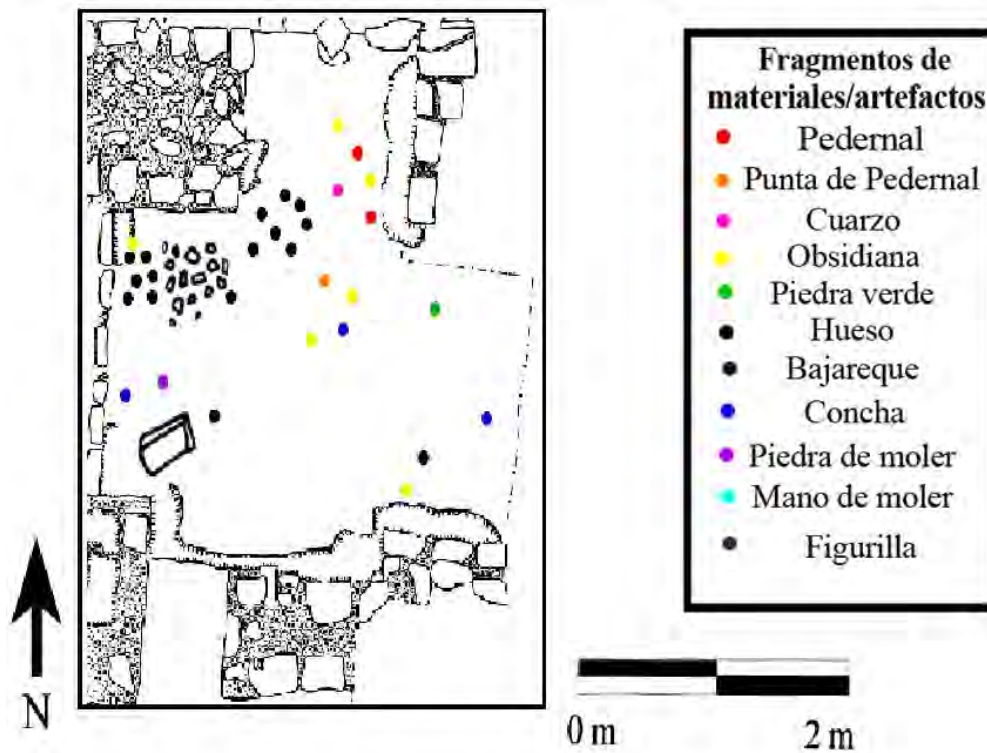 Fragmentos de
materiales/artefactos
Pedernal
Punta de Pedernal
Cuarzo
Obsidiana
Piedra verde
Hueso
Bajareque
Concha
Piedra de moler
Mano de moler
Figurilla
N
0 m 2 m